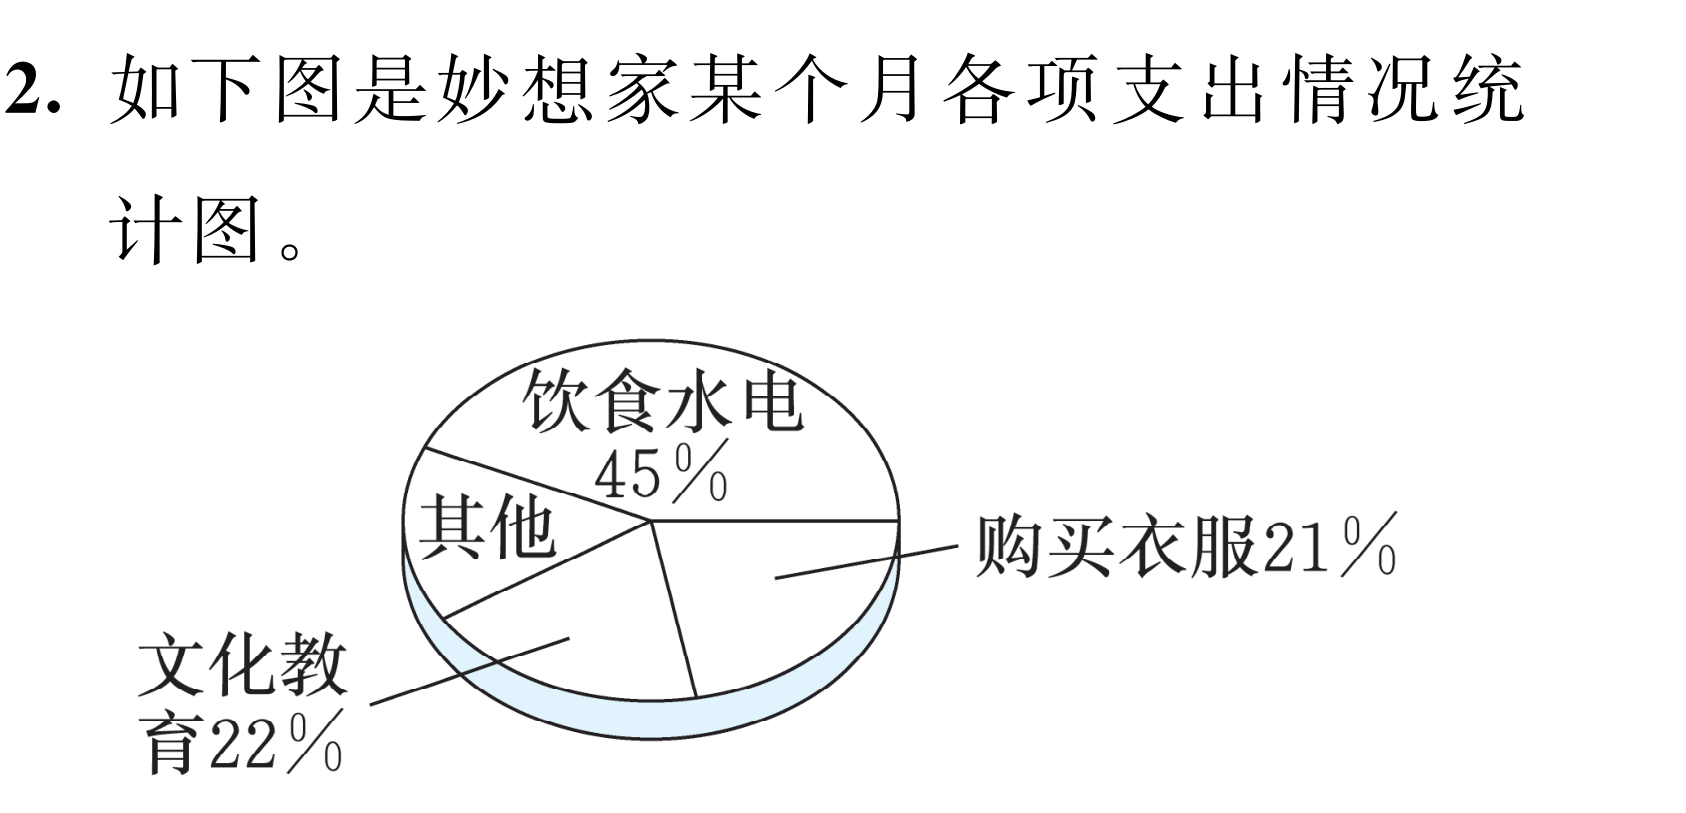 2. 如下图是妙想家某个月各项支出情况统
计图。
饮食水电
45%
其他
购买衣服21%
文化教
育22%